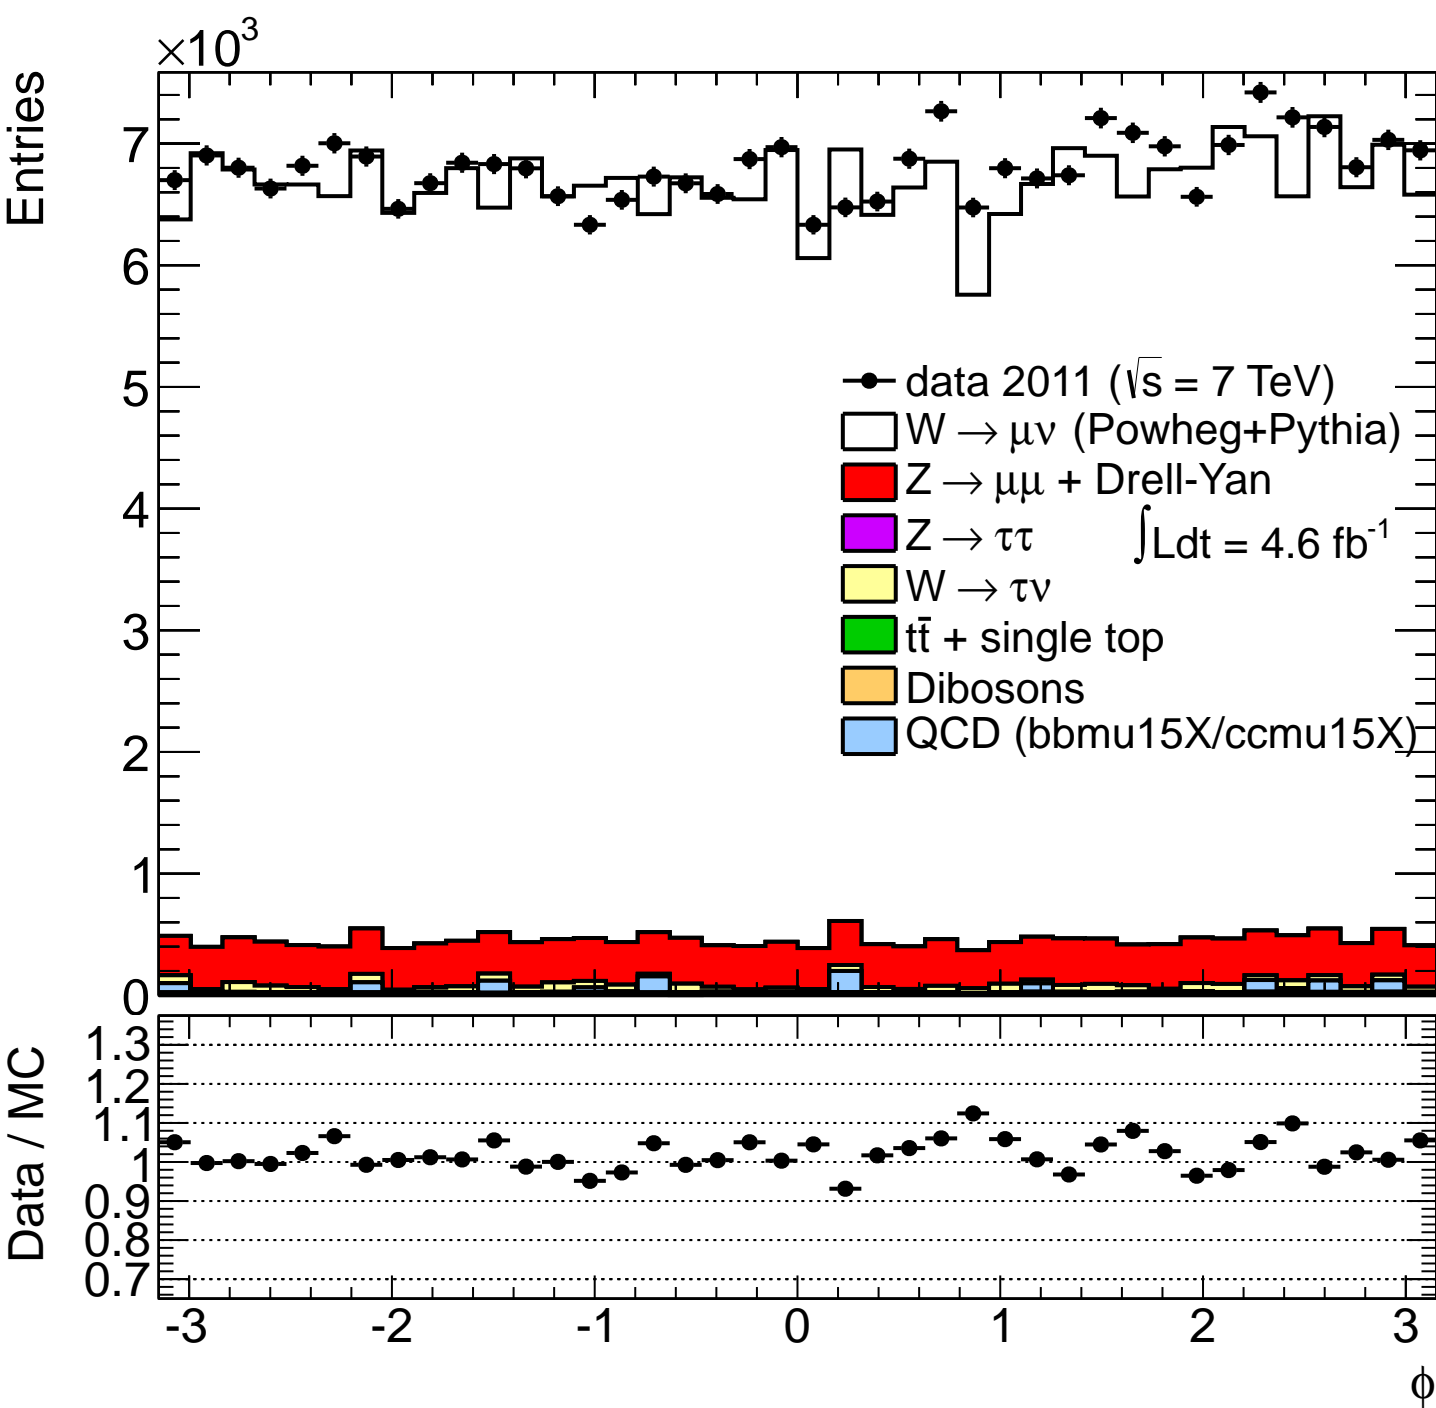 ×10³
Entries
7
6
5
4
3
2
1
0
data 2011 (√s = 7 TeV)
W → μν (Powheg+Pythia)
Z → μμ + Drell-Yan
Z → ττ
∫Ldt = 4.6 fb⁻¹
W → τν
tt̄ + single top
Dibosons
QCD (bbmu15X/ccmu15X)
Data / MC
1.3
1.2
1.1
1
0.9
0.8
0.7
-3 -2 -1 0 1 2 3
ϕ